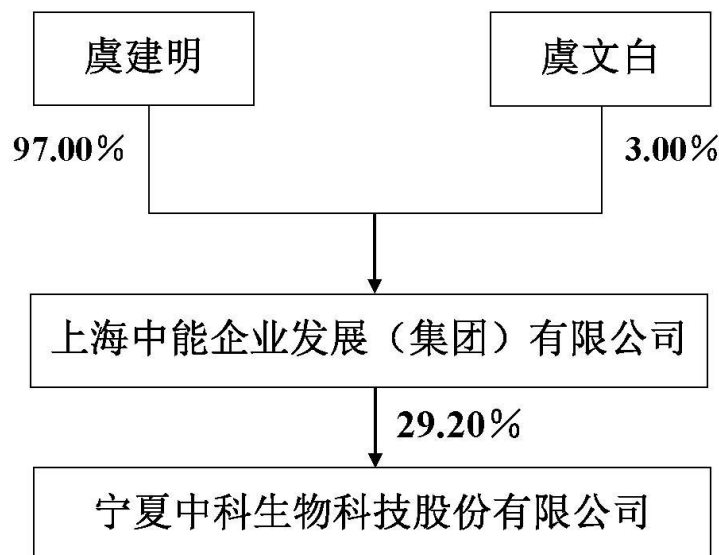 虞建明
虞文白
97.00%
3.00%
上海中能企业发展（集团）有限公司
29.20%
宁夏中科生物科技股份有限公司